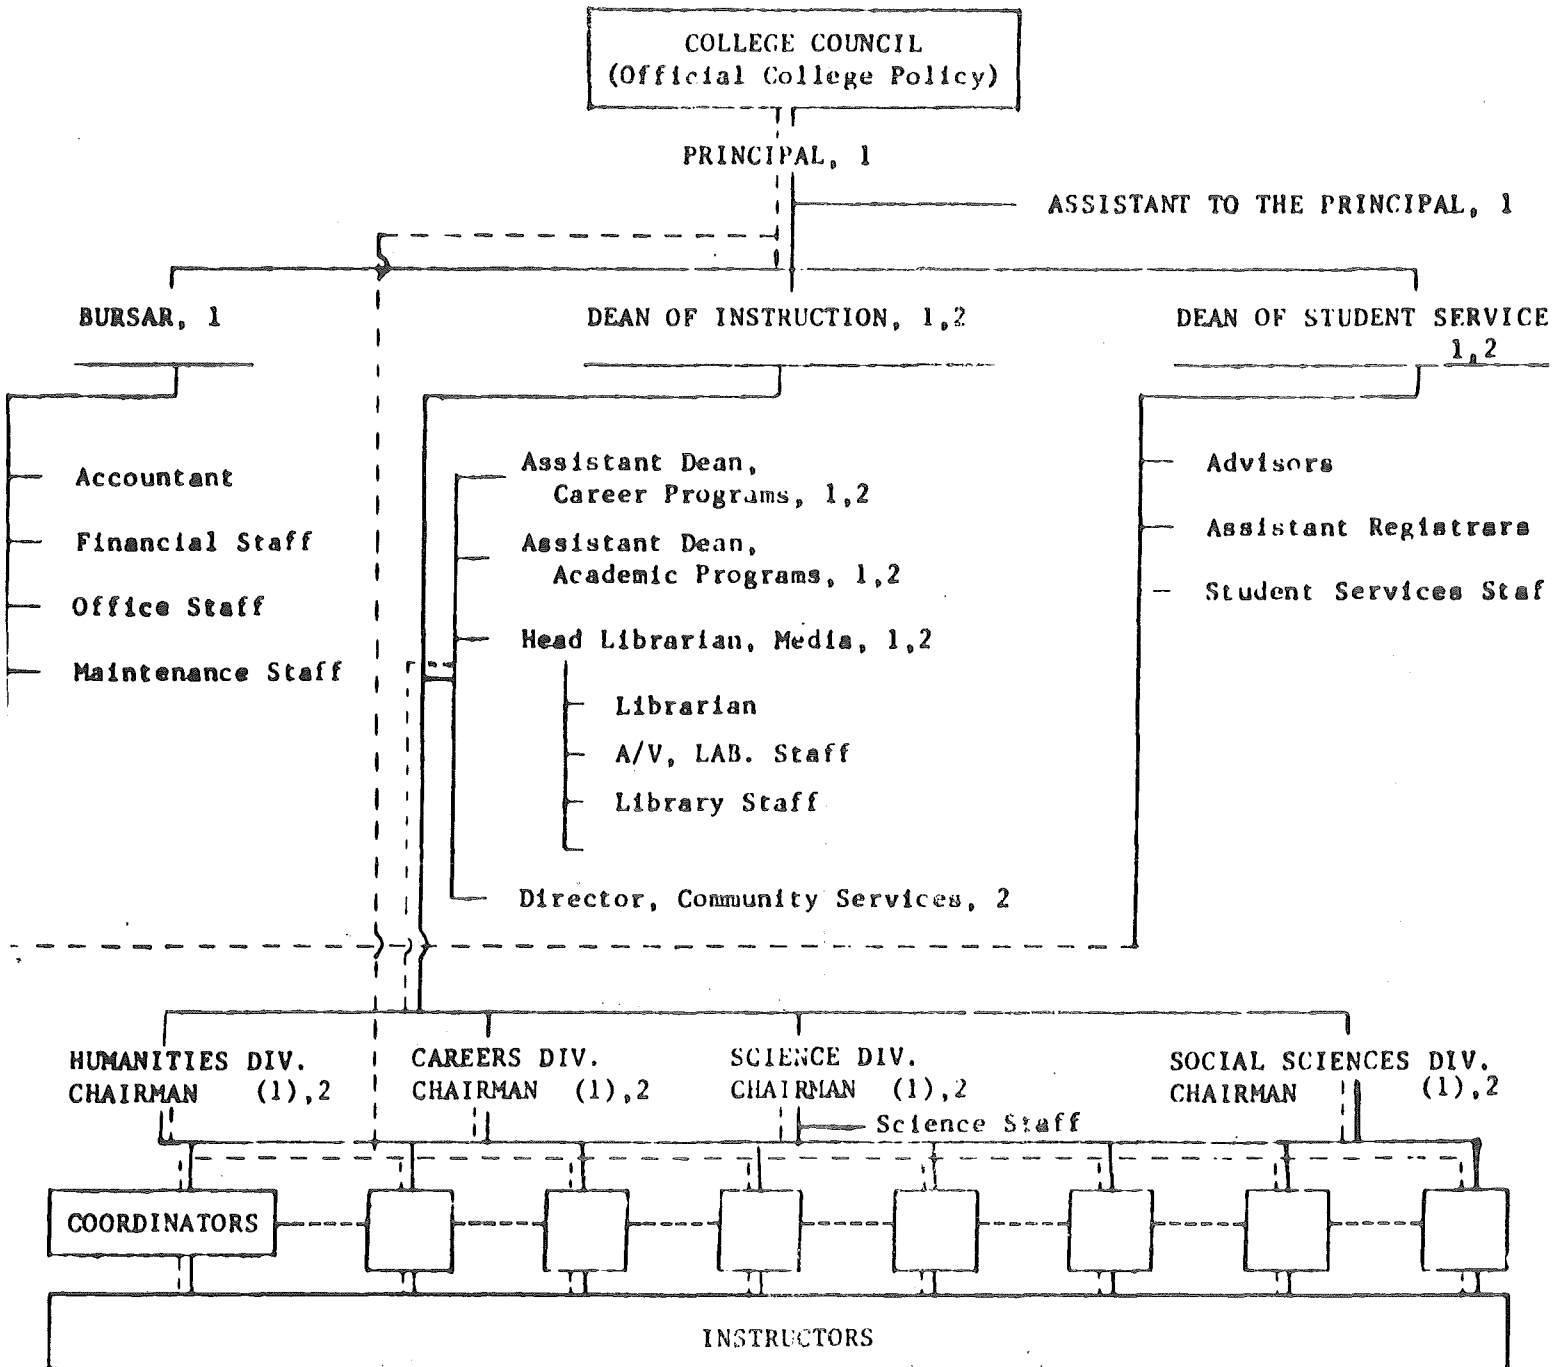 COLLEGE COUNCIL
(Official College Policy)
PRINCIPAL, 1
ASSISTANT TO THE PRINCIPAL, 1
BURSAR, 1
DEAN OF INSTRUCTION, 1,2
DEAN OF STUDENT SERVICE
1,2
Accountant
Financial Staff
Office Staff
Maintenance Staff
Assistant Dean,
Career Programs, 1,2
Assistant Dean,
Academic Programs, 1,2
Head Librarian, Media, 1,2
Librarian
A/V, LAB. Staff
Library Staff
Director, Community Services, 2
Advisors
Assistant Registrars
Student Services Staf
HUMANITIES DIV.
CHAIRMAN (1),2
CAREERS DIV.
CHAIRMAN (1),2
SCIENCE DIV.
CHAIRMAN (1),2
Science Staff
SOCIAL SCIENCES DIV.
CHAIRMAN (1),2
COORDINATORS
INSTRUCTORS